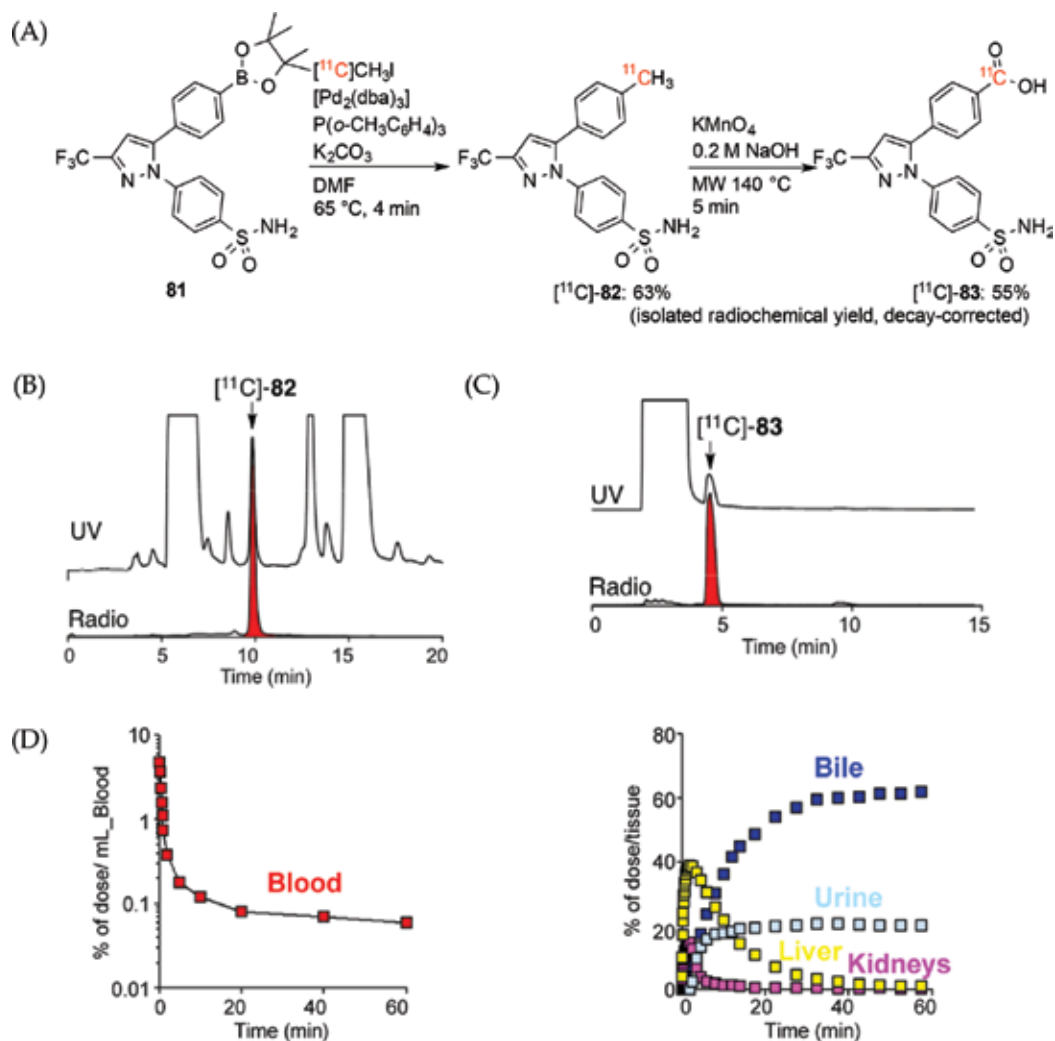 (A)
O
B
O
[¹¹C]CH₃I
[Pd₂(dba)₃]
P(o-CH₃C₆H₄)₃
K₂CO₃
DMF
65 °C, 4 min
F₃C
N
N
S
NH₂
O
O
81
¹¹CH₃
F₃C
N
N
S
NH₂
O
O
[¹¹C]-82: 63%
KMnO₄
0.2 M NaOH
MW 140 °C
5 min
O
¹¹C
OH
F₃C
N
N
S
NH₂
O
O
[¹¹C]-83: 55%
(isolated radiochemical yield, decay-corrected)
(B)
[¹¹C]-82
UV
Radio
0 5 10 15 20
Time (min)
(C)
[¹¹C]-83
UV
Radio
0 5 10 15
Time (min)
(D)
% of dose/ mL_Blood
10
1
0.1
0.01
Blood
0 20 40 60
Time (min)
% of dose/tissue
80
60
40
20
0
Bile
Urine
Liver
Kidneys
0 20 40 60
Time (min)